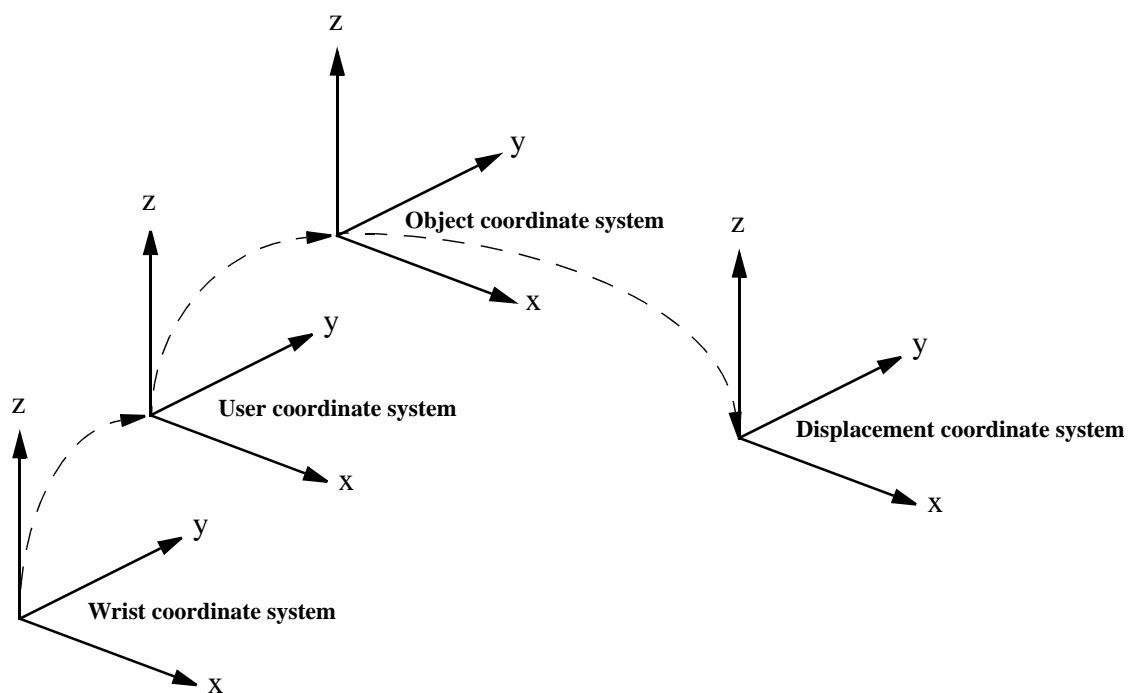 z
y
Object coordinate system
x
z
y
User coordinate system
x
z
y
Displacement coordinate system
x
z
y
Wrist coordinate system
x